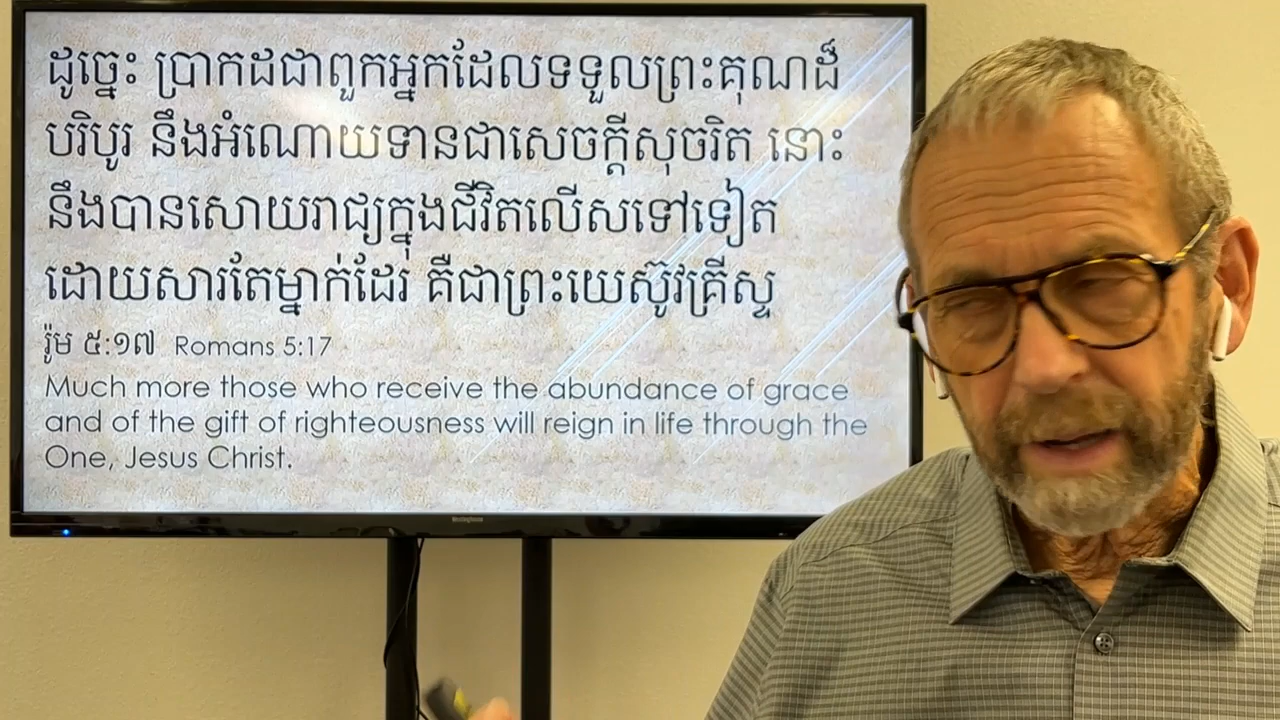 ដូច្នេះ ប្រាកដជាពួកអ្នកដែលទទួលព្រះគុណដ៏
បរិបូរ នឹងអំណោយទានជាសេចក្ដីសុចរិត នោះ
នឹងបានសោយរាជ្យក្នុងជីវិតលើសទៅទៀត
ដោយសារតែម្នាក់ដែរ គឺជាព្រះយេស៊ូវគ្រីស្ទ
រ៉ូម ៥:១៧ Romans 5:17
Much more those who receive the abundance of grace
and of the gift of righteousness will reign in life through the
One, Jesus Christ.
Westinghouse